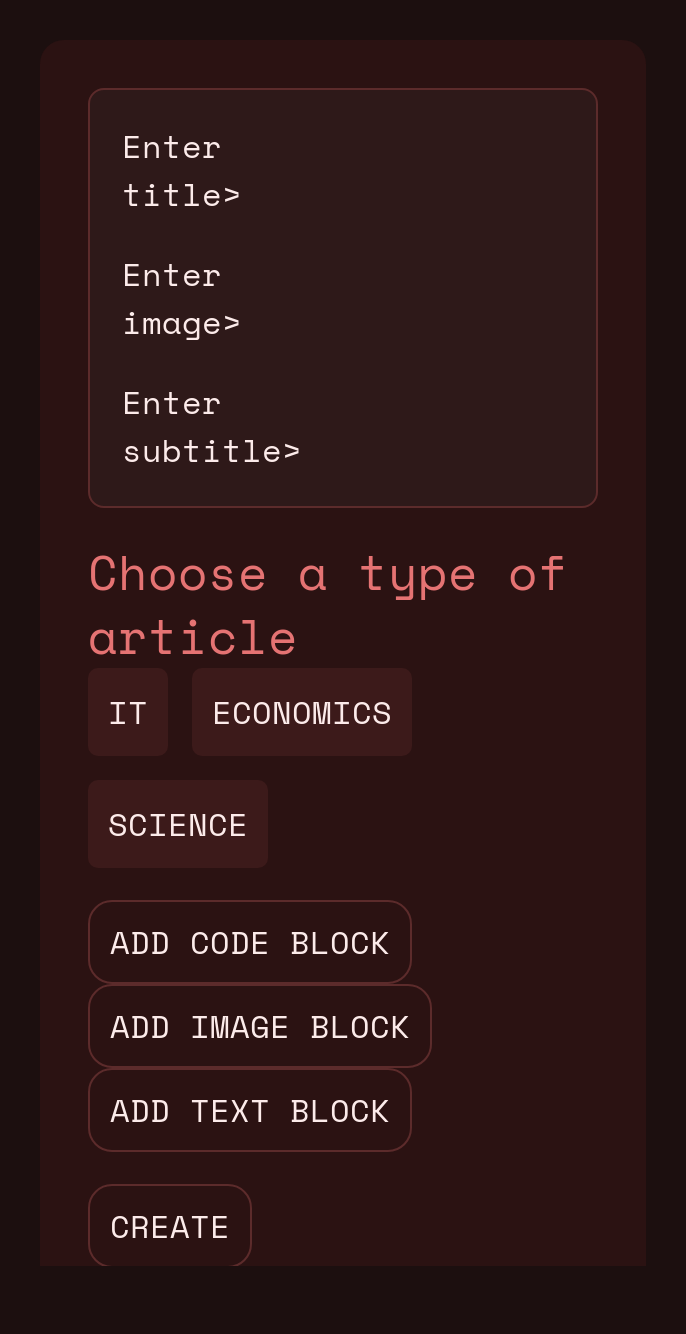 Enter
title>
Enter
image>
Enter
subtitle>
Choose a type of
article
IT ECONOMICS
SCIENCE
ADD CODE BLOCK
ADD IMAGE BLOCK
ADD TEXT BLOCK
CREATE